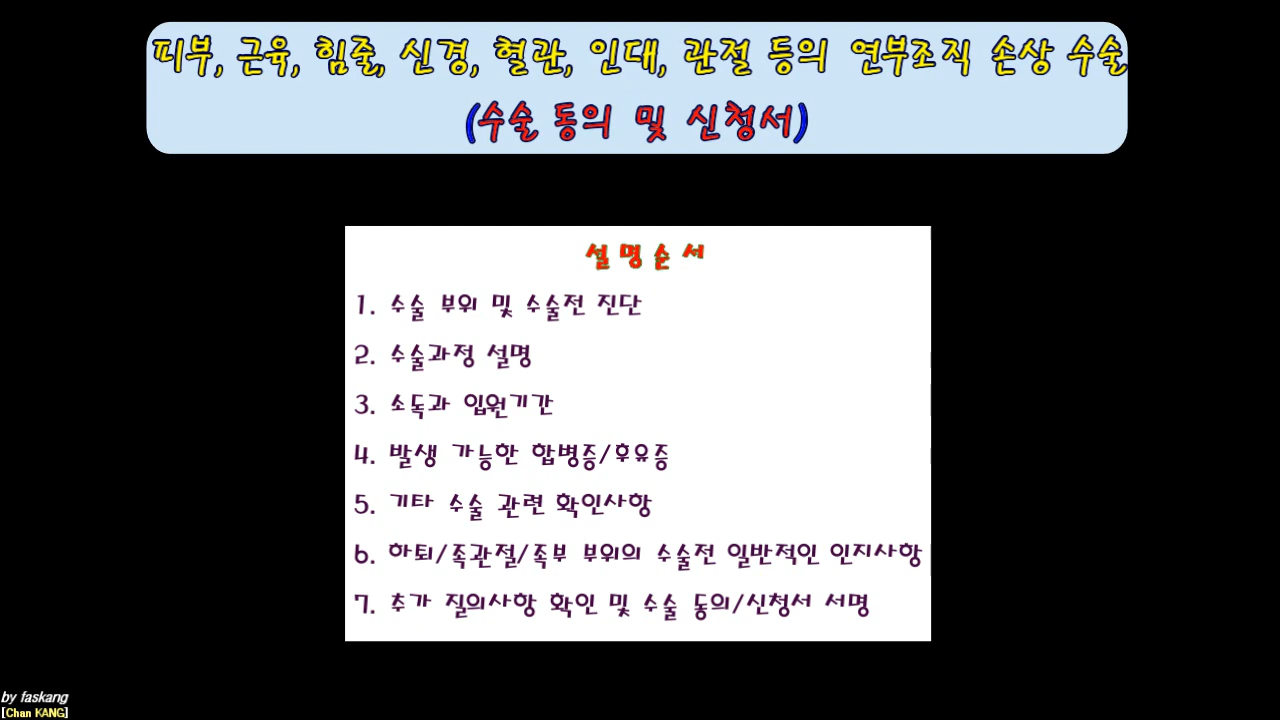 피부, 근육, 힘줄, 신경, 혈관, 인대, 관절 등의 연부조직 손상 수술
(수술 동의 및 신청서)
설명순서
1. 수술 부위 및 수술전 진단
2. 수술과정 설명
3. 소독과 입원기간
4. 발생 가능한 합병증/후유증
5. 기타 수술 관련 확인사항
6. 하퇴/족관절/족부 부위의 수술전 일반적인 인지사항
7. 추가 질의사항 확인 및 수술 동의/신청서 서명
by faskang
[Chan KANG]